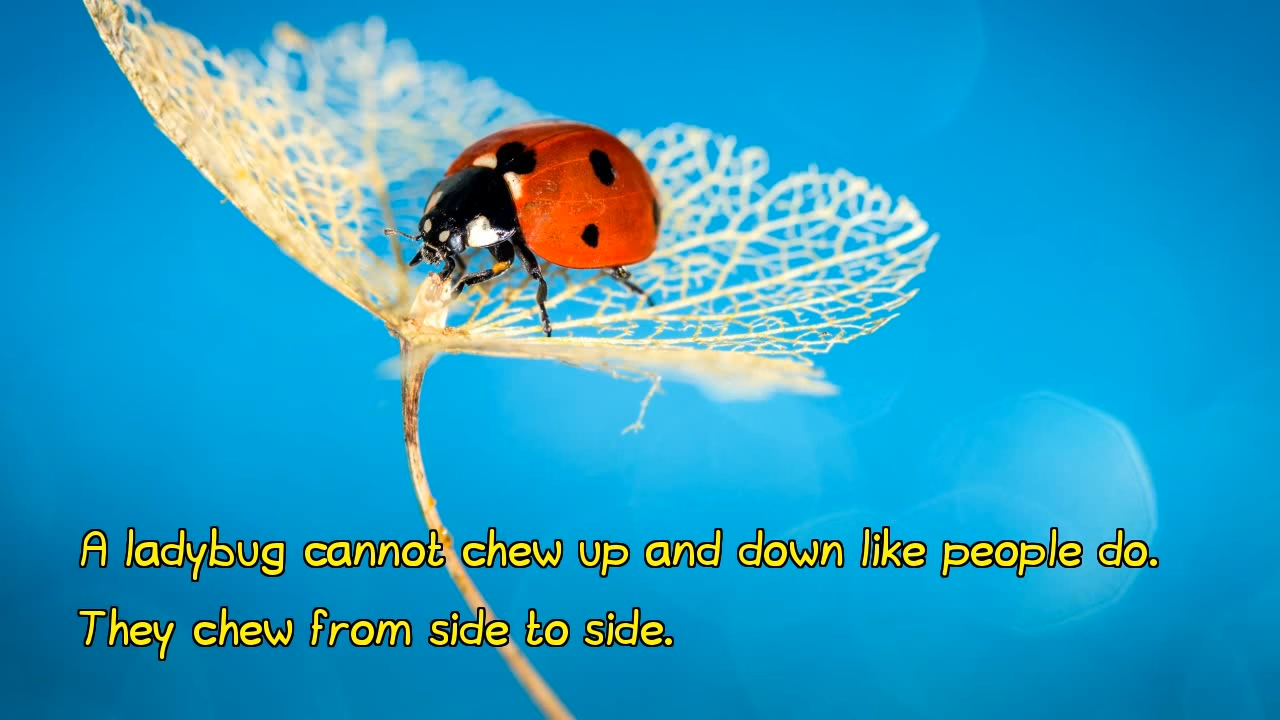 A ladybug cannot chew up and down like people do.
They chew from side to side.